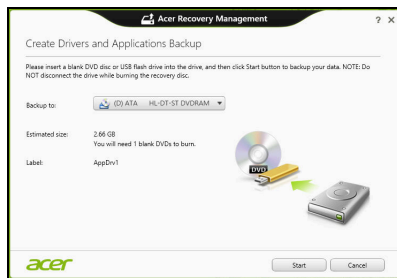 Acer Recovery Management
? X
Create Drivers and Applications Backup
Please insert a blank DVD disc or USB flash drive into the drive, and then click Start button to backup your data. NOTE: Do
NOT disconnect the drive while burning the recovery disc.
Backup to: (D) ATA HL-DT-ST DVDRAM
Estimated size: 2.66 GB
You will need 1 blank DVDs to burn.
Label: AppDrv1
DVD
acer Start Cancel